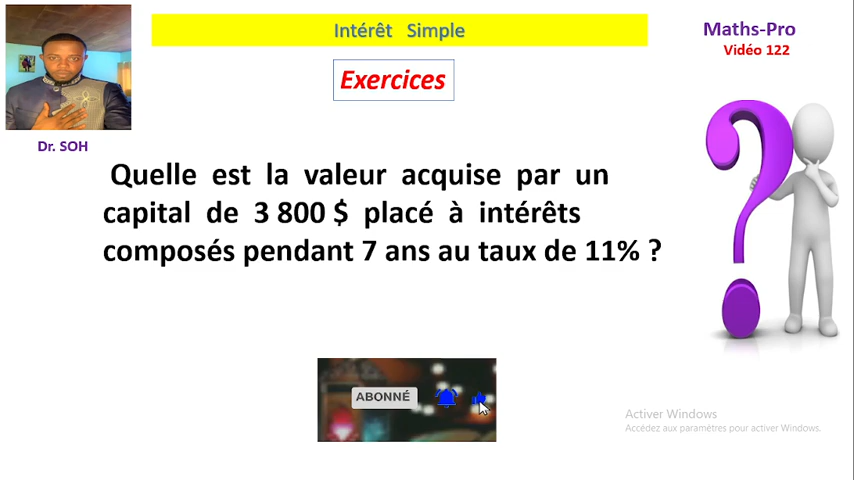 Intérêt Simple
Maths-Pro
Vidéo 122
Exercices
Dr. SOH
Quelle est la valeur acquise par un
capital de 3 800 $ placé à intérêts
composés pendant 7 ans au taux de 11% ?
ABONNÉ
Activer Windows
Accédez aux paramètres pour activer Windows.